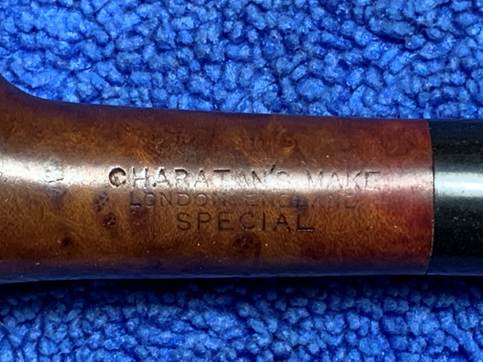 CHARATAN'S MAKE
LONDON ENGLAND
SPECIAL